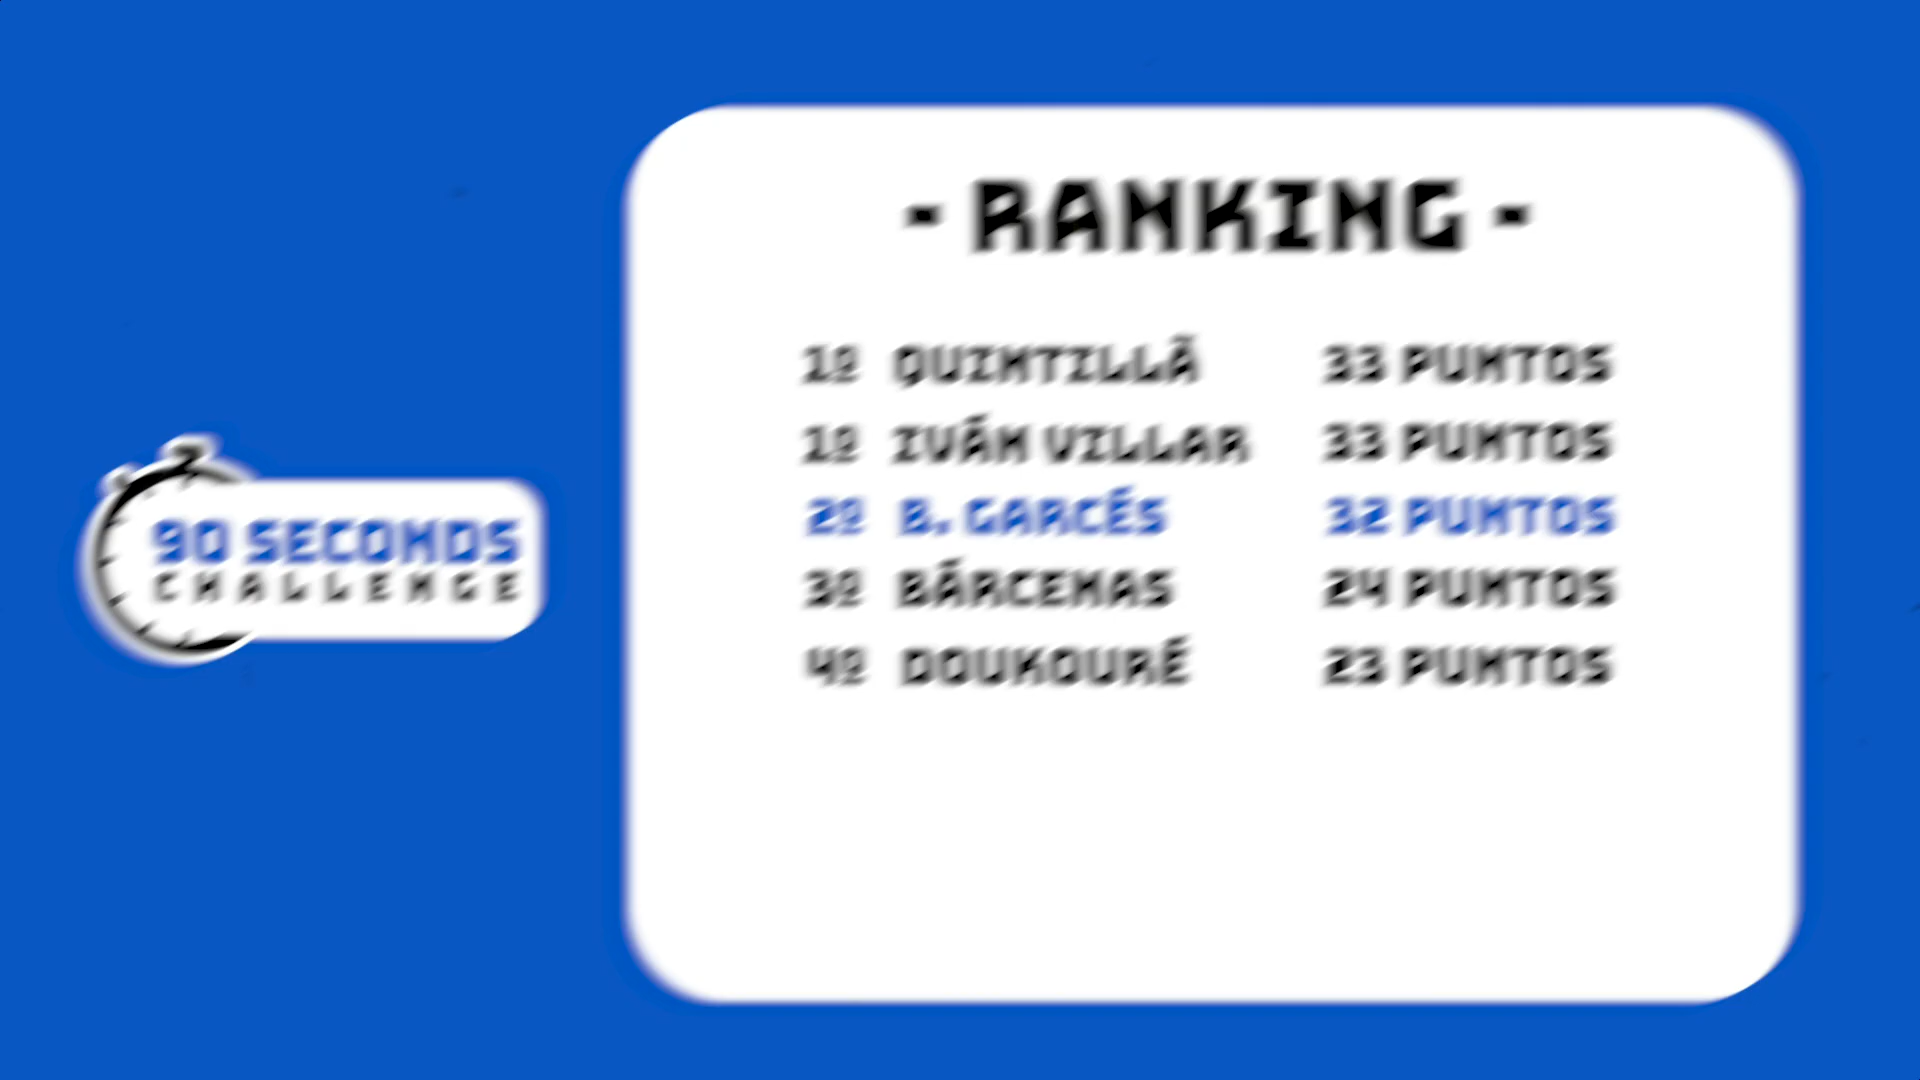 - RANKING -
1º QUINTILLÀ 33 PUNTOS
1º IVÁN VILLAR 33 PUNTOS
2º B. GARCÉS 32 PUNTOS
3º BÁRCENAS 24 PUNTOS
4º DOUKOURÉ 23 PUNTOS
90 SECONDS
CHALLENGE